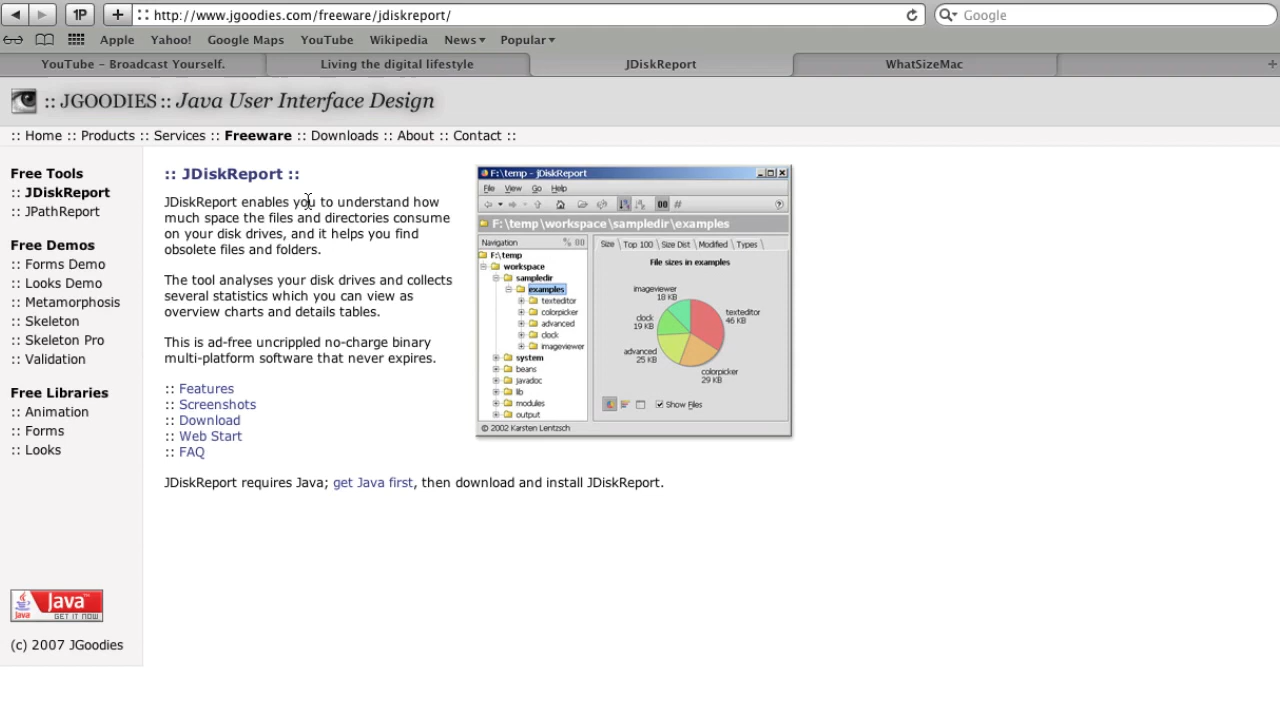 1P
+
http://www.jgoodies.com/freeware/jdiskreport/
Google
Apple Yahoo! Google Maps YouTube Wikipedia News Popular
YouTube – Broadcast Yourself.
Living the digital lifestyle
JDiskReport
WhatSizeMac
+
:: JGOODIES :: Java User Interface Design
:: Home :: Products :: Services :: Freeware :: Downloads :: About :: Contact ::
Free Tools
:: JDiskReport
:: JPathReport
Free Demos
:: Forms Demo
:: Looks Demo
:: Metamorphosis
:: Skeleton
:: Skeleton Pro
:: Validation
Free Libraries
:: Animation
:: Forms
:: Looks
Java
Java
GET IT NOW
(c) 2007 JGoodies
:: JDiskReport ::
JDiskReport enables you to understand how
much space the files and directories consume
on your disk drives, and it helps you find
obsolete files and folders.
The tool analyses your disk drives and collects
several statistics which you can view as
overview charts and details tables.
This is ad-free uncrippled no-charge binary
multi-platform software that never expires.
:: Features
:: Screenshots
:: Download
:: Web Start
:: FAQ
JDiskReport requires Java; get Java first, then download and install JDiskReport.
F:\temp - jDiskReport
File View Go Help
F:\temp\workspace\sampledir\examples
Navigation
F:\temp
workspace
sampledir
examples
texteditor
colorpicker
advanced
clock
imageviewer
system
beans
javadoc
lib
modules
output
Size Top 100 Size Dist Modified Types
File sizes in examples
imageviewer
18 KB
clock
19 KB
advanced
25 KB
texteditor
46 KB
colorpicker
29 KB
Show Files
© 2002 Karsten Lentzsch